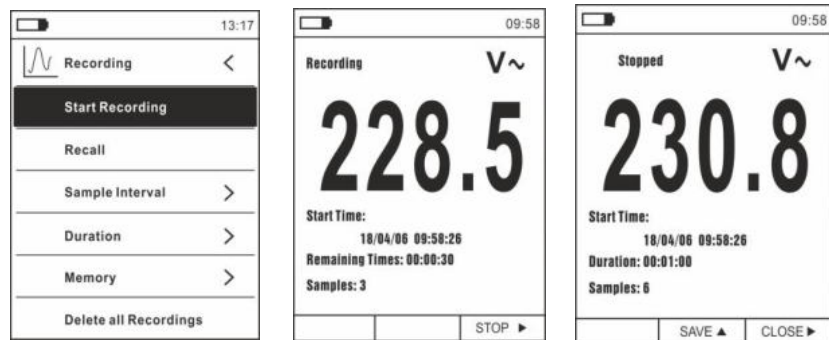 13:17
Recording <
Start Recording
Recall
Sample Interval >
Duration >
Memory >
Delete all Recordings
09:58
Recording V~
228.5
Start Time:
18/04/06 09:58:26
Remaining Times: 00:00:30
Samples: 3
STOP ▶
09:58
Stopped V~
230.8
Start Time:
18/04/06 09:58:26
Duration: 00:01:00
Samples: 6
SAVE ▲ CLOSE ▶